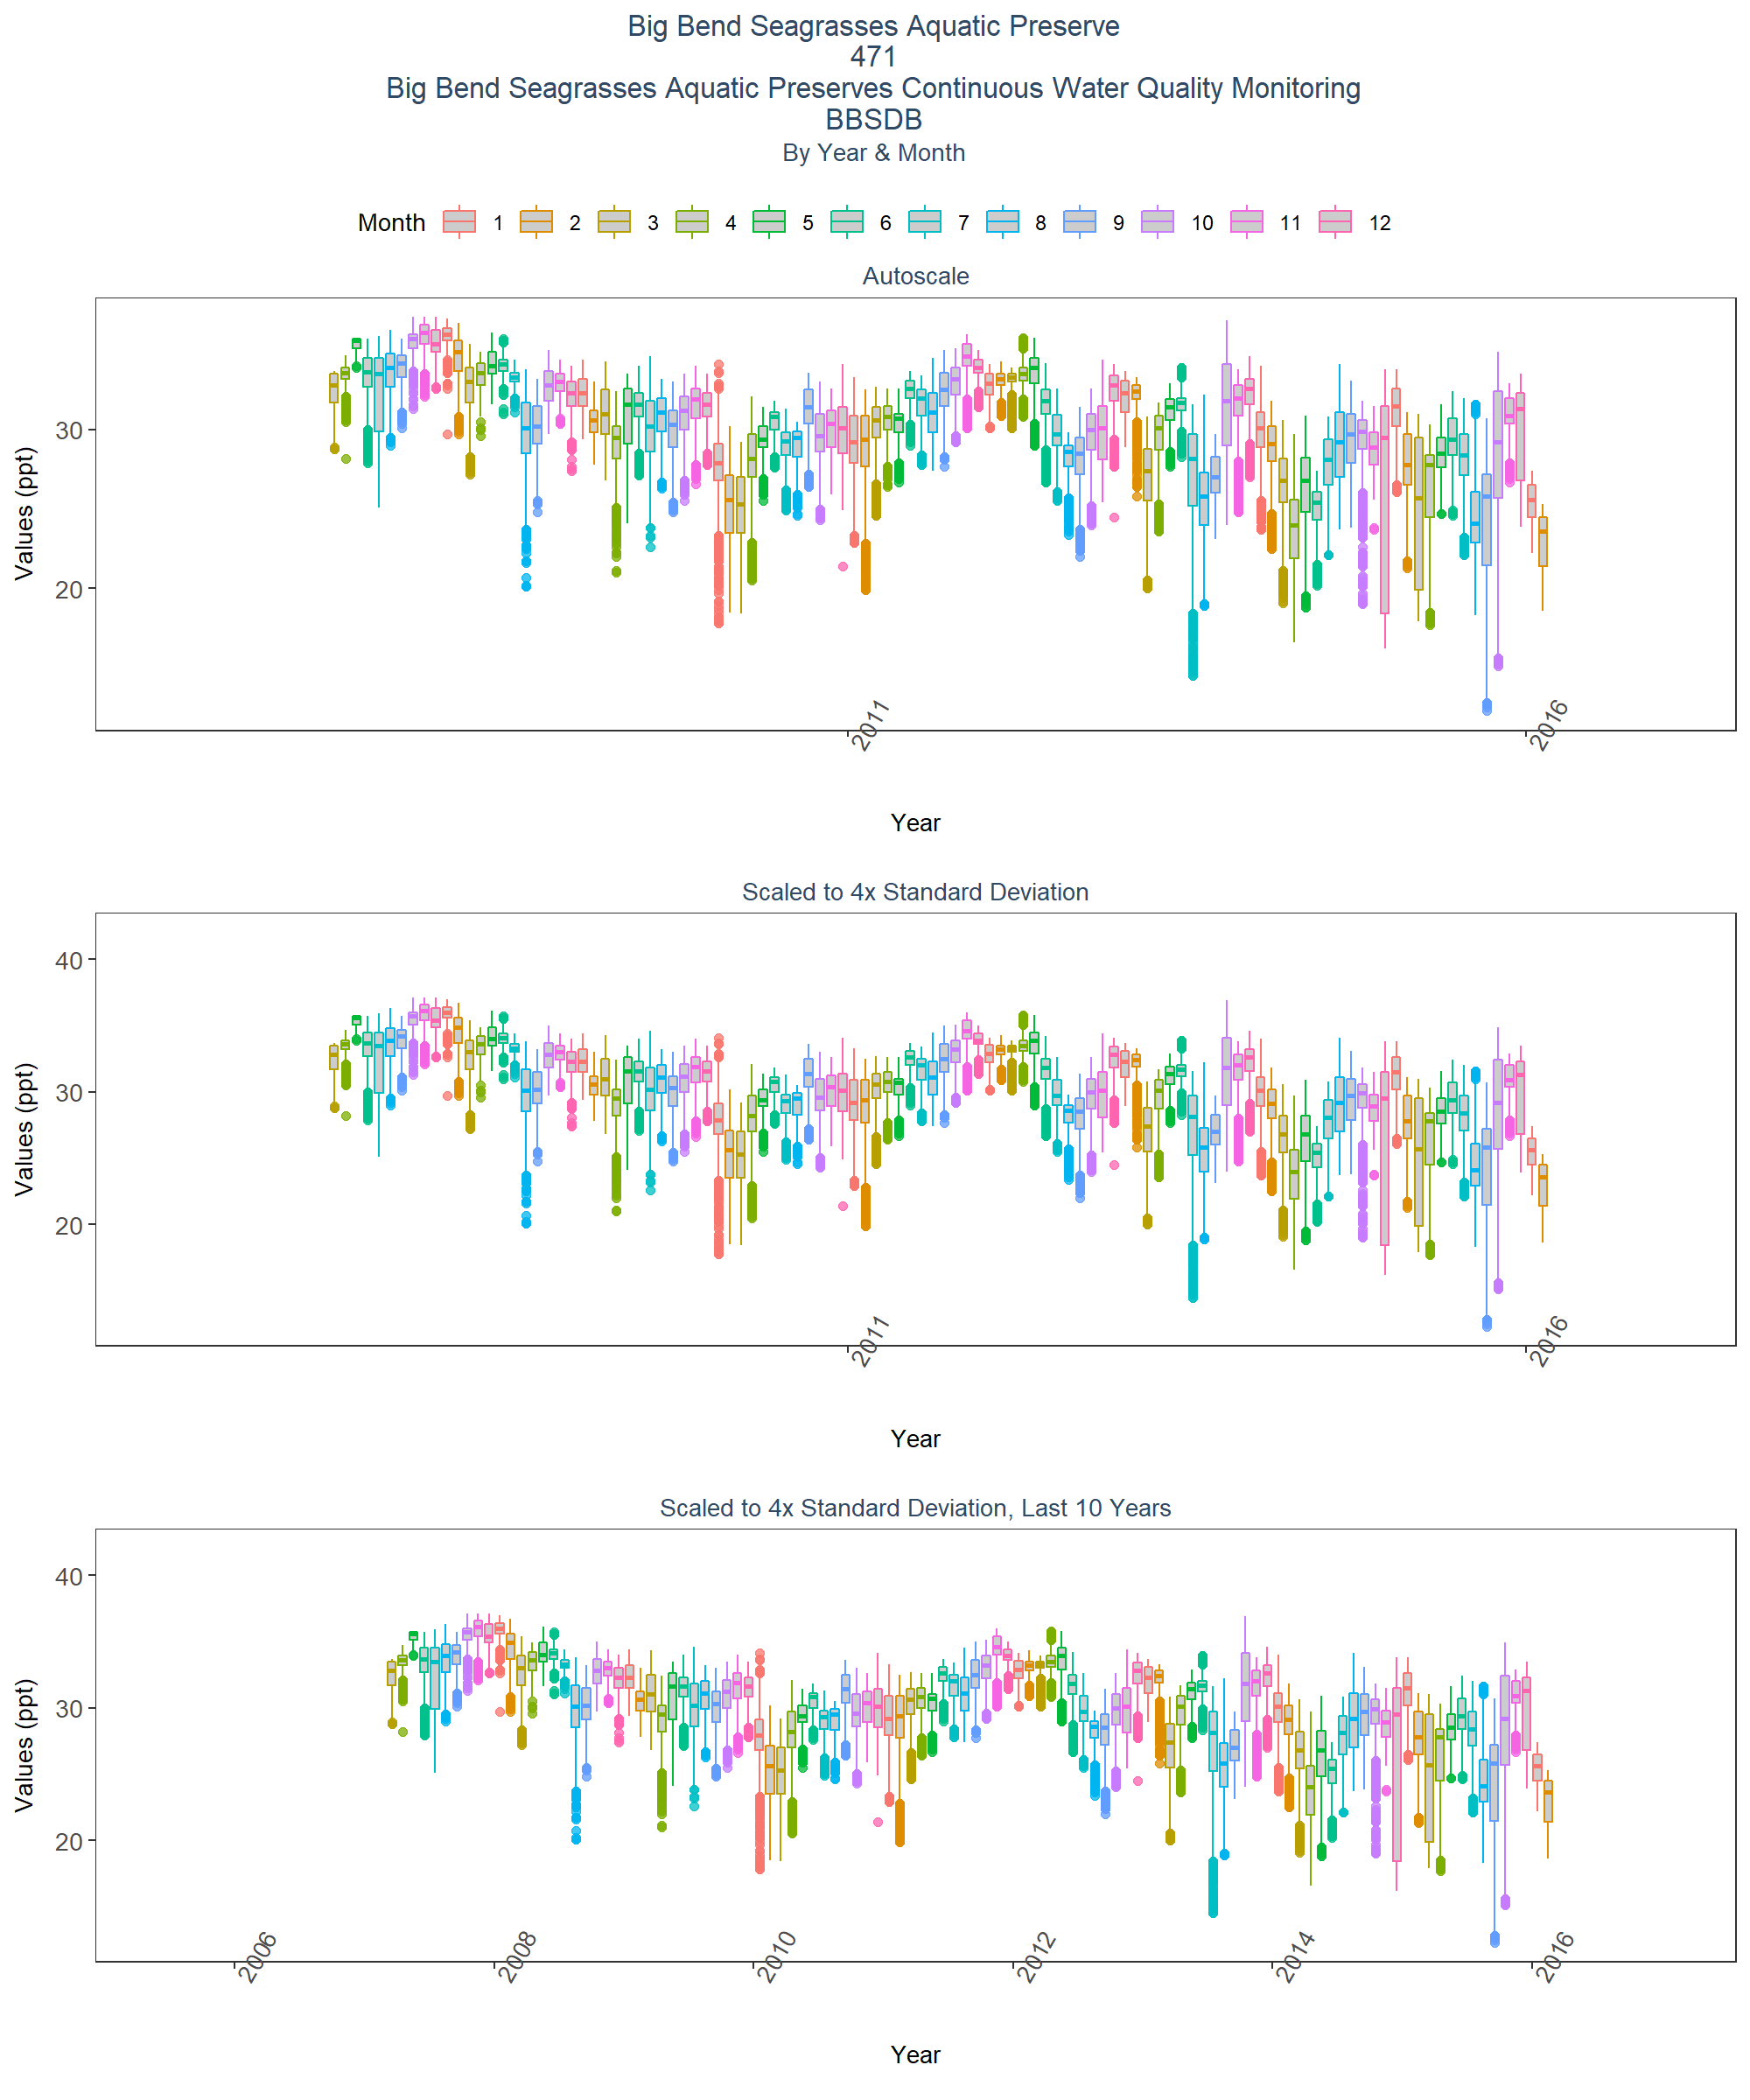 Big Bend Seagrasses Aquatic Preserve
471
Big Bend Seagrasses Aquatic Preserves Continuous Water Quality Monitoring
BBSDB
By Year & Month
Month 1 2 3 4 5 6 7 8 9 10 11 12
Autoscale
Values (ppt)
30
20
2011 2016
Year
Scaled to 4x Standard Deviation
Values (ppt)
40
30
20
2011 2016
Year
Scaled to 4x Standard Deviation, Last 10 Years
Values (ppt)
40
30
20
2006 2008 2010 2012 2014 2016
Year